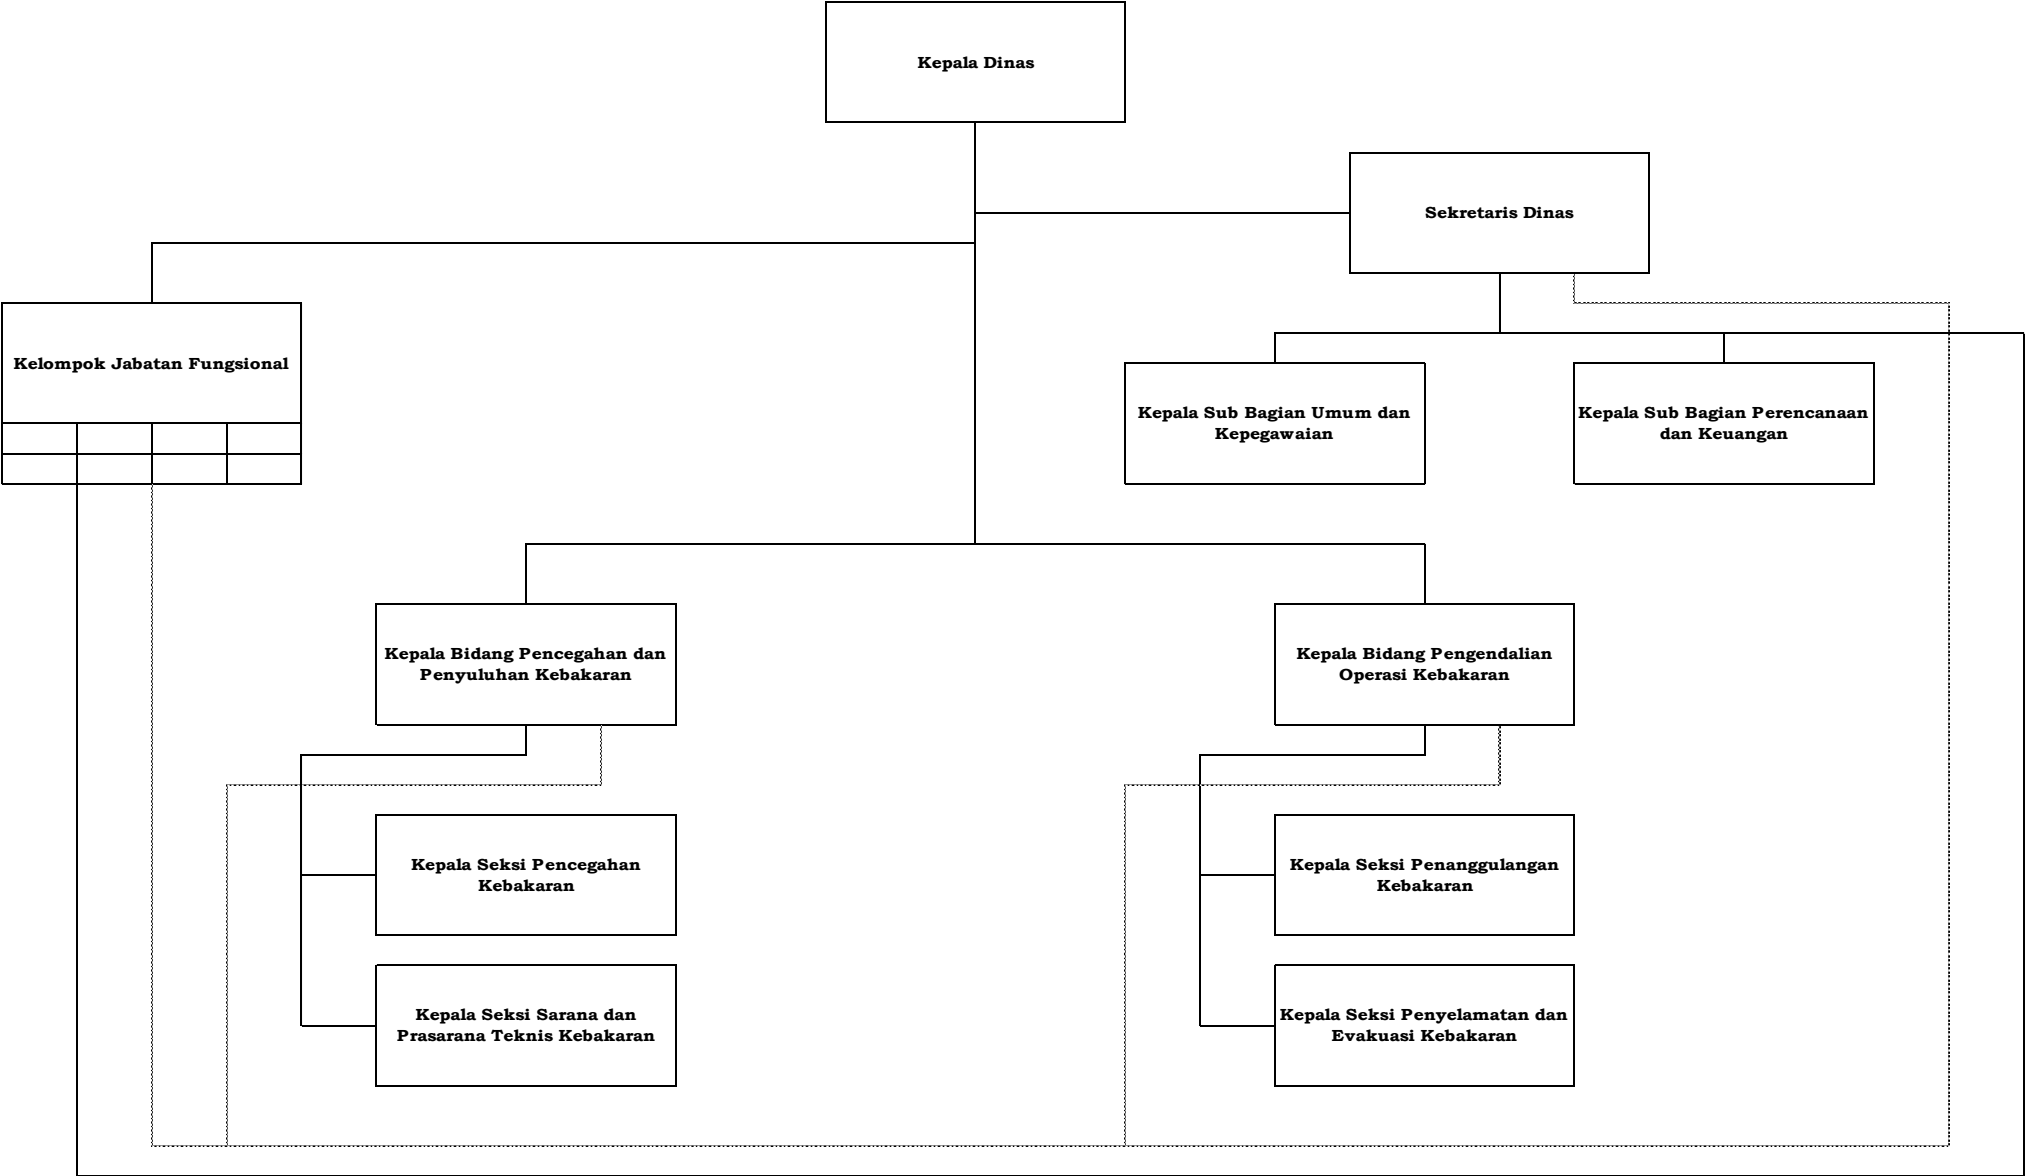 Kepala Dinas
Sekretaris Dinas
Kelompok Jabatan Fungsional
Kepala Sub Bagian Umum dan
Kepegawaian
Kepala Sub Bagian Perencanaan
dan Keuangan
Kepala Bidang Pencegahan dan
Penyuluhan Kebakaran
Kepala Bidang Pengendalian
Operasi Kebakaran
Kepala Seksi Pencegahan
Kebakaran
Kepala Seksi Penanggulangan
Kebakaran
Kepala Seksi Sarana dan
Prasarana Teknis Kebakaran
Kepala Seksi Penyelamatan dan
Evakuasi Kebakaran